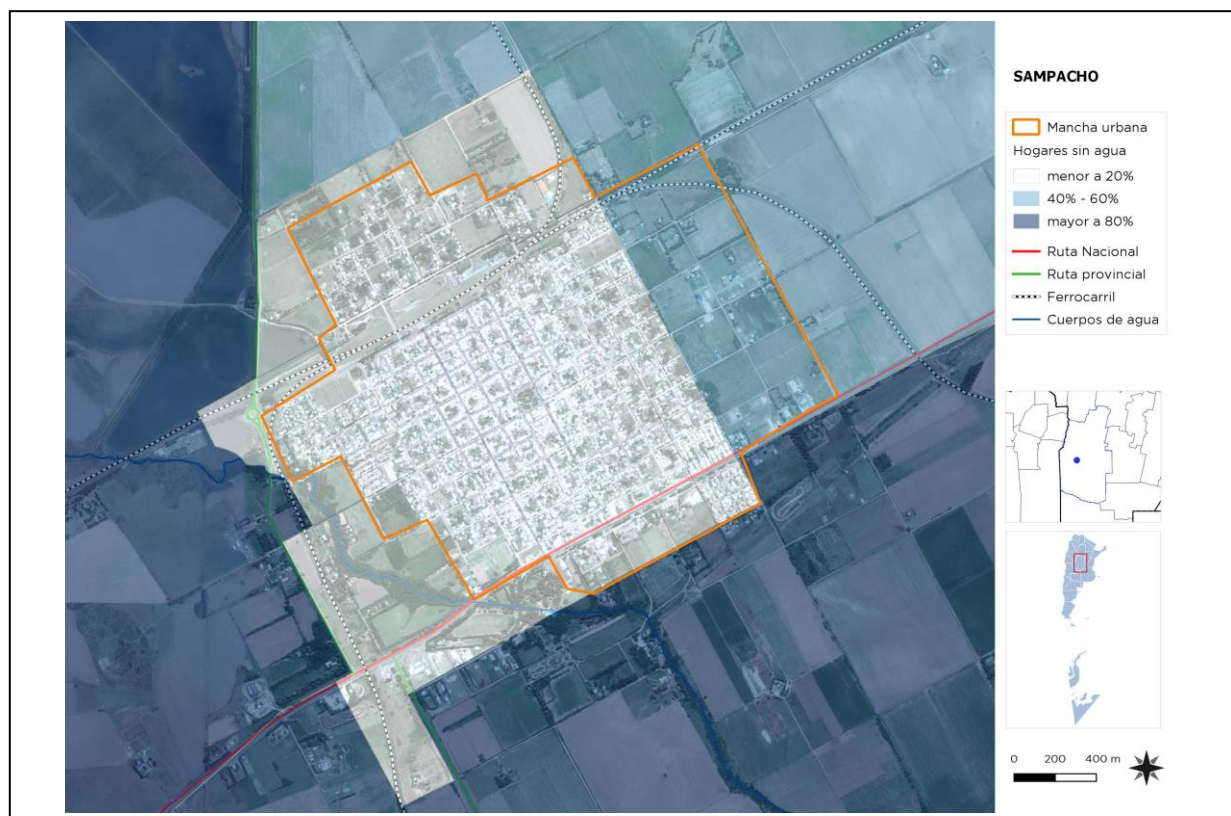 SAMPACHO
Mancha urbana
Hogares sin agua
menor a 20%
40% - 60%
mayor a 80%
Ruta Nacional
Ruta provincial
Ferrocarril
Cuerpos de agua
0 200 400 m